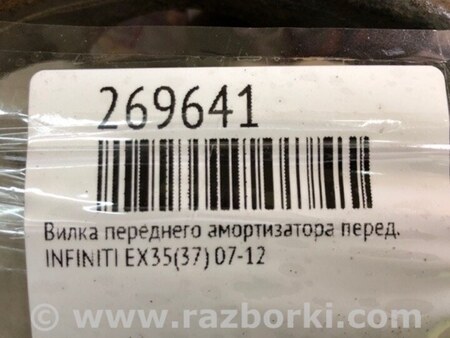 269641
Вилка переднего амортизатора перед.
INFINITI EX35(37) 07-12
www.razborki.com